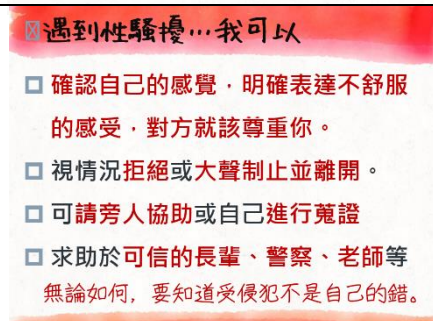 遇到性騷擾…我可以
確認自己的感覺，明確表達不舒服
的感受，對方就該尊重你。
視情況拒絕或大聲制止並離開。
可請旁人協助或自己進行蒐證
求助於可信的長輩、警察、老師等
無論如何，要知道受侵犯不是自己的錯。